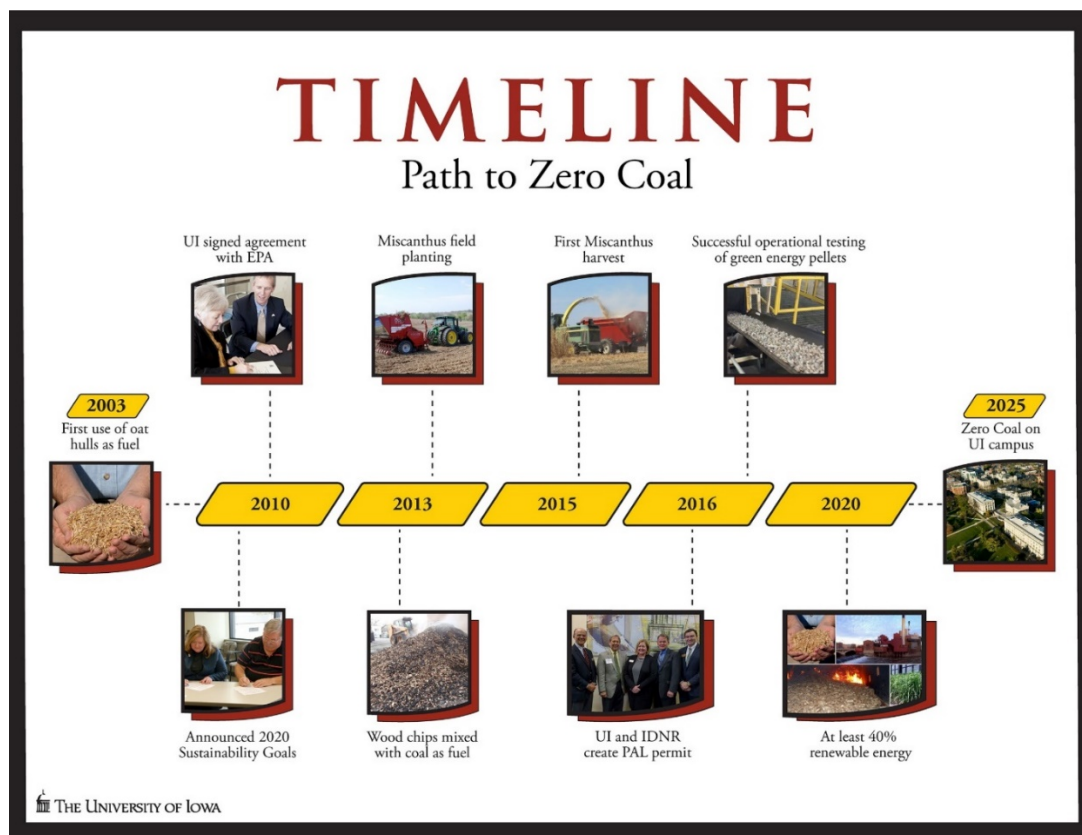 TIMELINE
Path to Zero Coal
UI signed agreement
with EPA
Miscanthus field
planting
First Miscanthus
harvest
Successful operational testing
of green energy pellets
2003
First use of oat
hulls as fuel
2025
Zero Coal on
UI campus
2010
2013
2015
2016
2020
Announced 2020
Sustainability Goals
Wood chips mixed
with coal as fuel
UI and IDNR
create PAL permit
At least 40%
renewable energy
THE UNIVERSITY OF IOWA